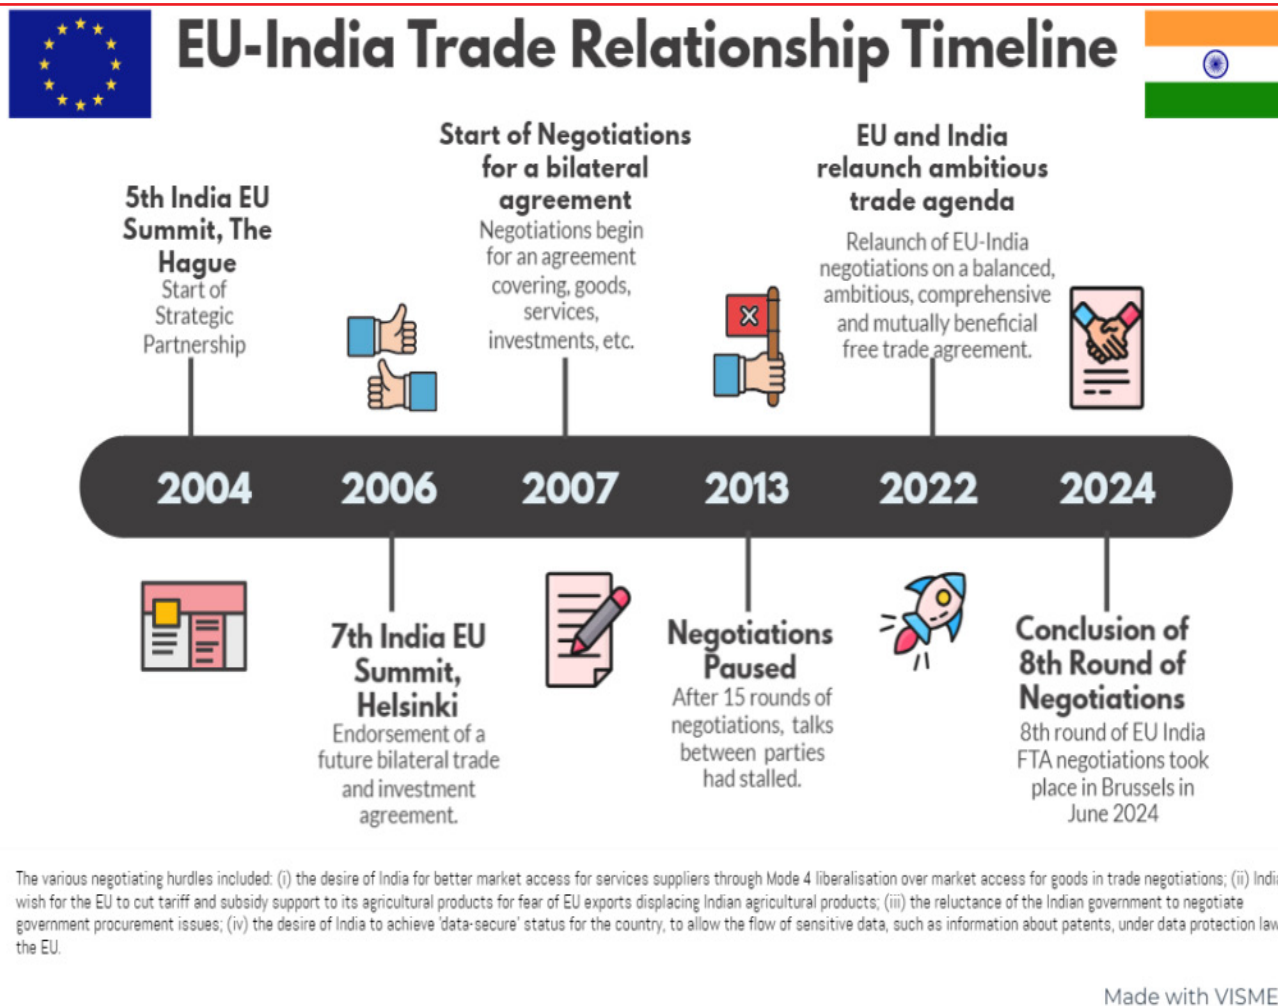 EU-India Trade Relationship Timeline
5th India EU
Summit, The
Hague
Start of
Strategic
Partnership
Start of Negotiations
for a bilateral
agreement
Negotiations begin
for an agreement
covering, goods,
services,
investments, etc.
EU and India
relaunch ambitious
trade agenda
Relaunch of EU-India
negotiations on a balanced,
ambitious, comprehensive
and mutually beneficial
free trade agreement.
2004 2006 2007 2013 2022 2024
7th India EU
Summit,
Helsinki
Endorsement of a
future bilateral trade
and investment
agreement.
Negotiations
Paused
After 15 rounds of
negotiations, talks
between parties
had stalled.
Conclusion of
8th Round of
Negotiations
8th round of EU India
FTA negotiations took
place in Brussels in
June 2024
The various negotiating hurdles included: (i) the desire of India for better market access for services suppliers through Mode 4 liberalisation over market access for goods in trade negotiations; (ii) India
wish for the EU to cut tariff and subsidy support to its agricultural products for fear of EU exports displacing Indian agricultural products; (iii) the reluctance of the Indian government to negotiate
government procurement issues; (iv) the desire of India to achieve 'data-secure' status for the country, to allow the flow of sensitive data, such as information about patents, under data protection law
the EU.
Made with VISME